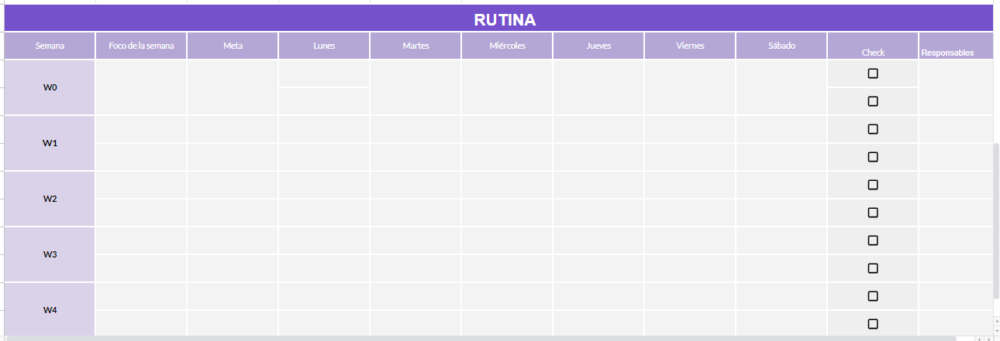 RUTINA
Semana Foco de la semana Meta Lunes Martes Miércoles Jueves Viernes Sábado Check Responsables
W0
W1
W2
W3
W4